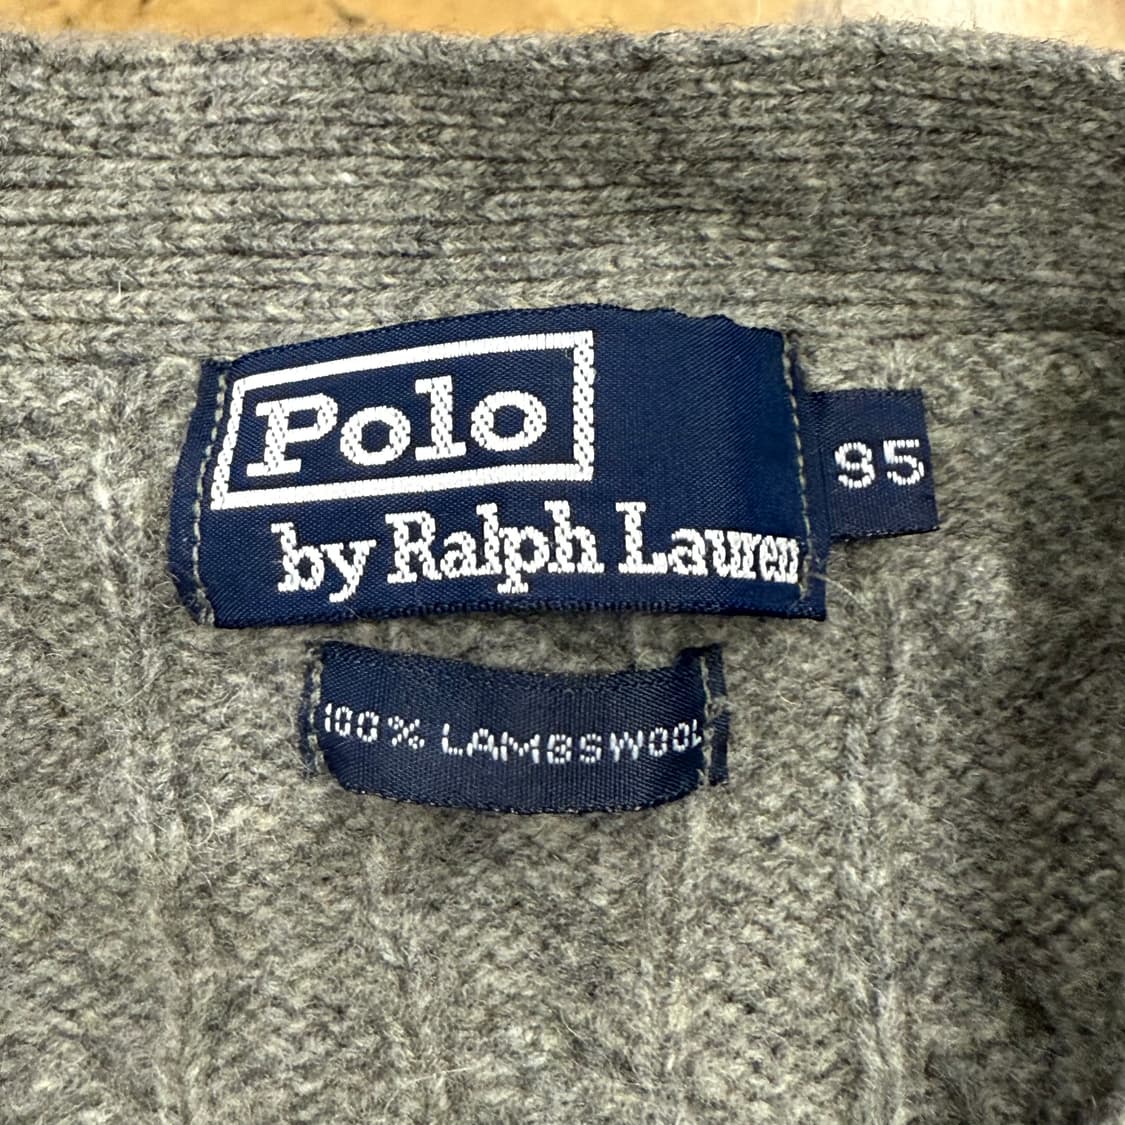 Polo
by Ralph Lauren
95
100% LAMBSWOOL